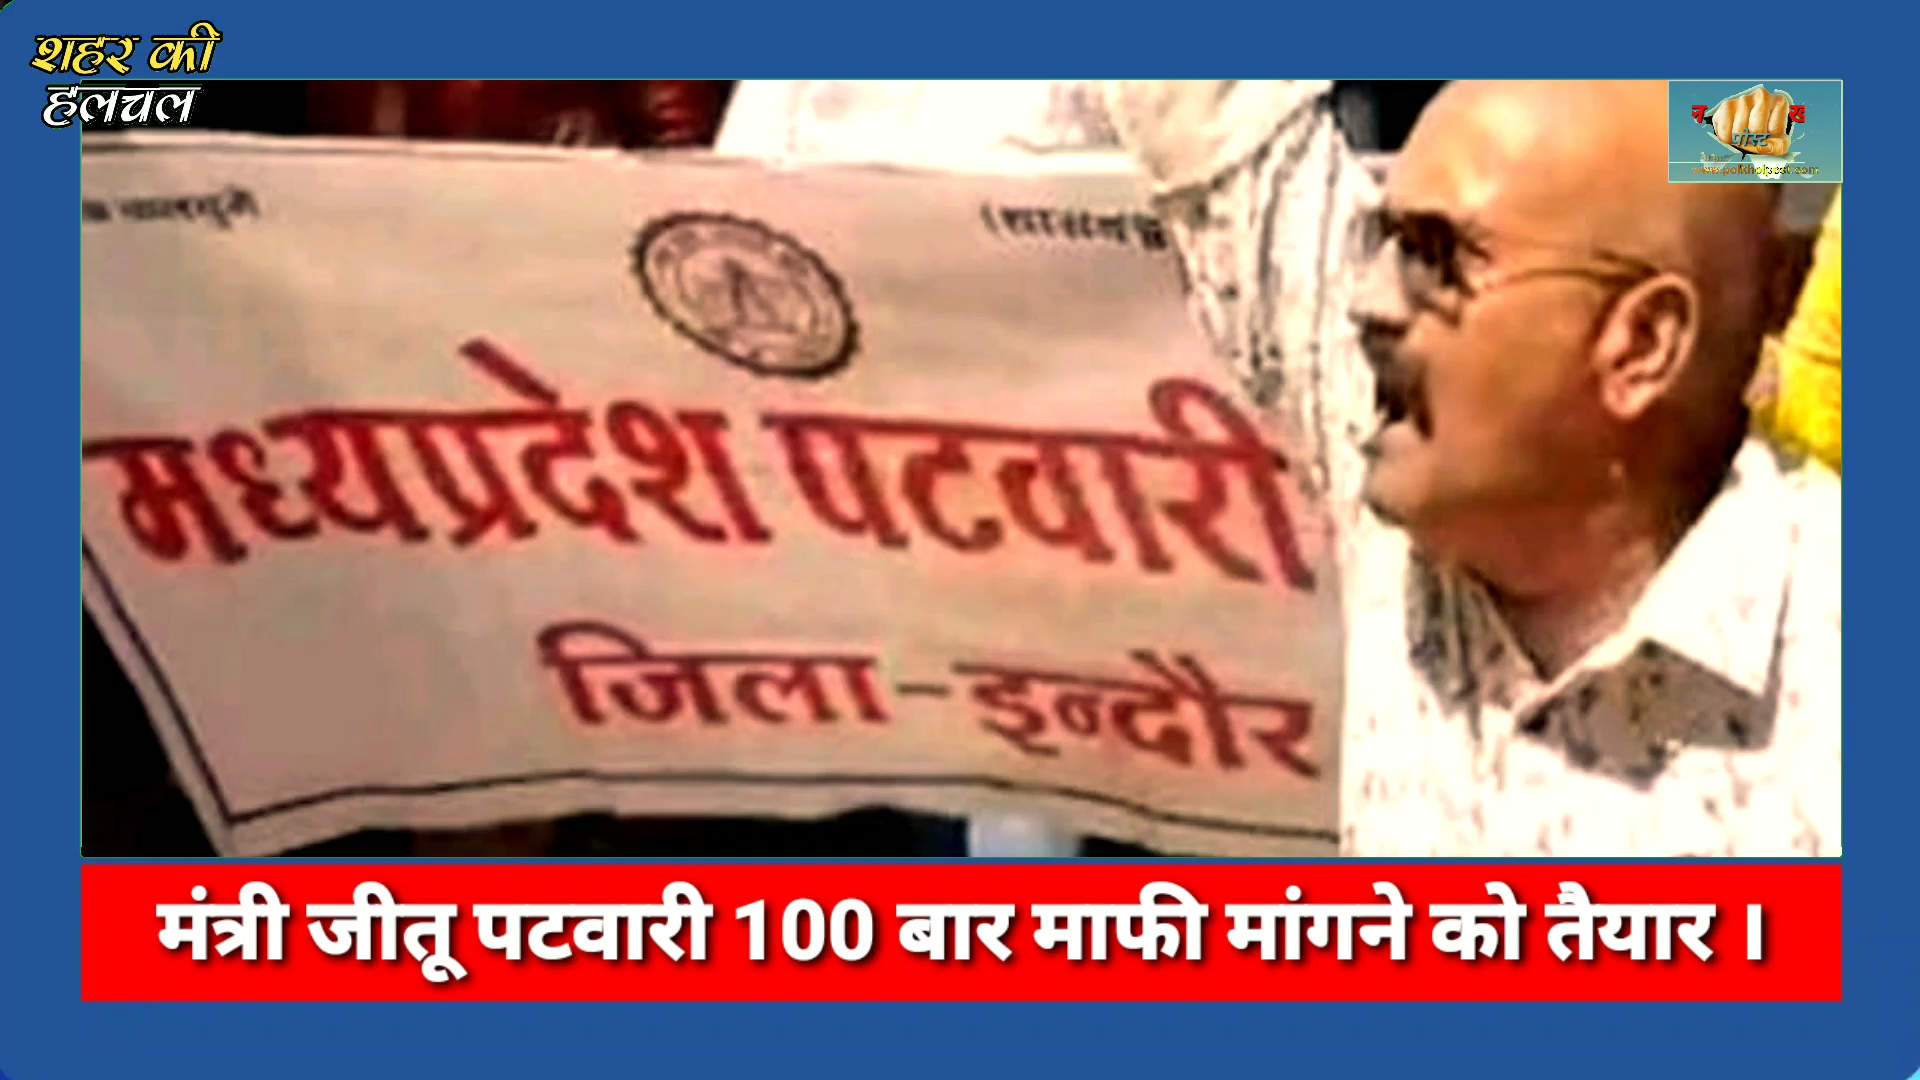 शहर की
हलचल
पोस्ट
मध्यप्रदेश पटवारी
जिला-इन्दौर
मंत्री जीतू पटवारी 100 बार माफी मांगने को तैयार ।